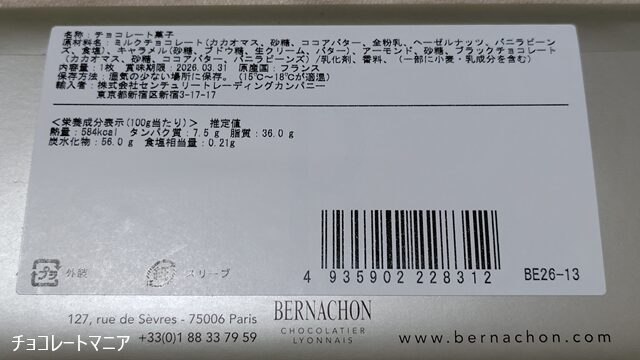 名称：チョコレート菓子
原材料名：ミルクチョコレート(カカオマス、砂糖、ココアバター、全粉乳、ヘーゼルナッツ、バニラビーンズ、食塩)、キャラメル(砂糖、ブドウ糖、生クリーム、バター)、アーモンド、砂糖、ブラックチョコレート
(カカオマス、砂糖、ココアバター、バニラビーンズ)/乳化剤、香料、(一部に小麦・乳成分を含む)
内容量：1枚 賞味期限：2026.03.31 原産国：フランス
保存方法：湿気の少ない場所に保存。(15℃～18℃が適温)
輸入者：株式会社センチュリートレーディングカンパニー
東京都新宿区新宿3-17-17
＜栄養成分表示(100g当たり)＞ 推定値
熱量：584kcal タンパク質：7.5g 脂質：36.0g
炭水化物：56.0g 食塩相当量：0.21g
プラ 外装 紙 スリーブ
4 935902 228312
BE26-13
127, rue de Sèvres - 75006 Paris
+33(0)1 88 33 79 59
BERNACHON
CHOCOLATIER
LYONNAIS
www.bernachon.com
チョコレートマニア